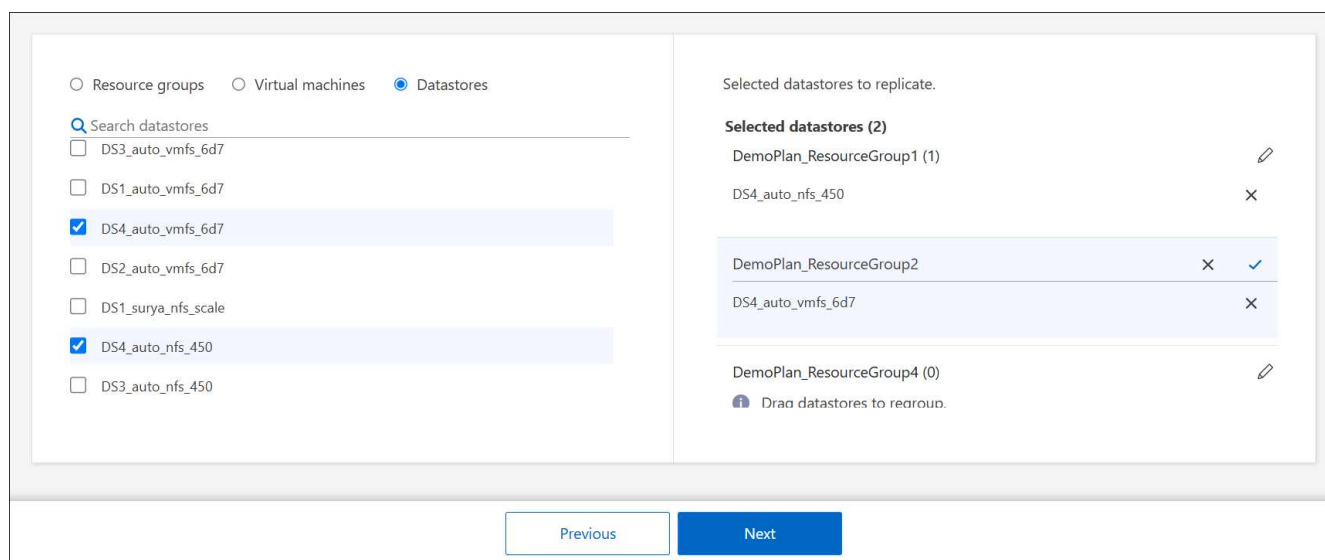 Resource groups Virtual machines Datastores
Search datastores
DS3_auto_vmfs_6d7
DS1_auto_vmfs_6d7
DS4_auto_vmfs_6d7
DS2_auto_vmfs_6d7
DS1_surya_nfs_scale
DS4_auto_nfs_450
DS3_auto_nfs_450
Selected datastores to replicate.
Selected datastores (2)
DemoPlan_ResourceGroup1 (1)
DS4_auto_nfs_450
DemoPlan_ResourceGroup2
DS4_auto_vmfs_6d7
DemoPlan_ResourceGroup4 (0)
Drag datastores to regroup.
Previous Next